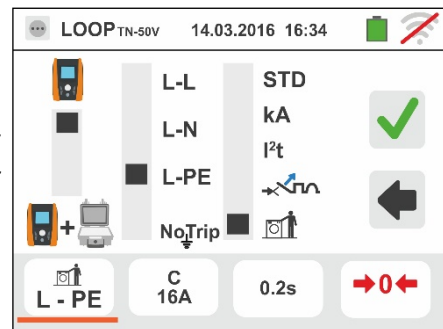 LOOP TN-50V 14.03.2016 16:34
L-L STD
L-N kA
I²t
L-PE
+ NoTrip
L - PE
C
16A
0.2s
0